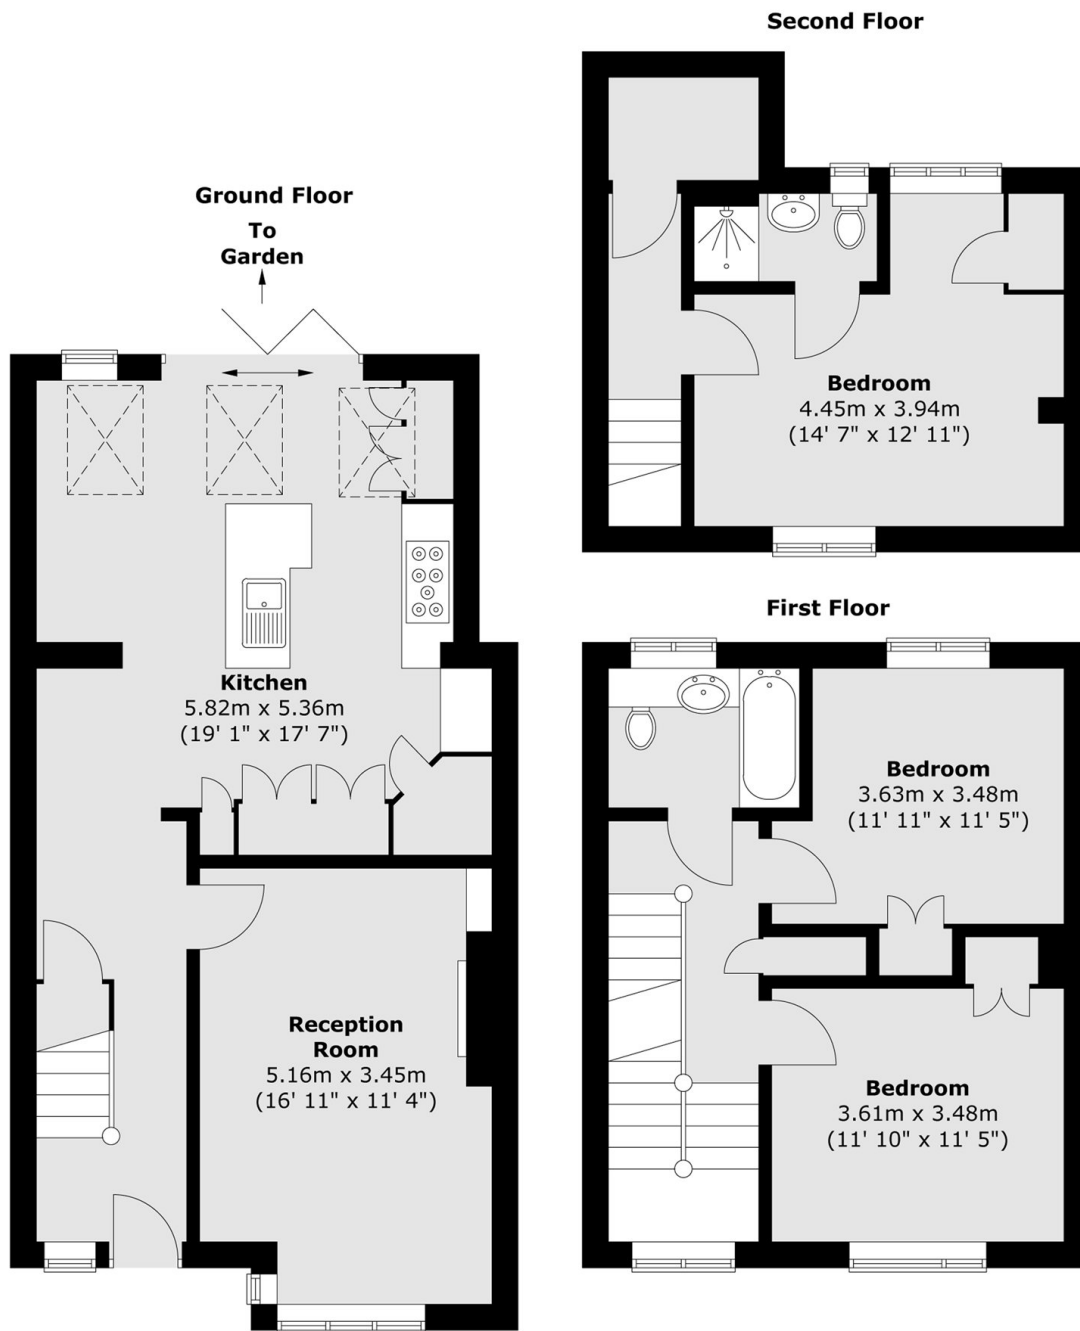 Second Floor
Ground Floor
To
Garden
Bedroom
4.45m x 3.94m
(14' 7" x 12' 11")
First Floor
Kitchen
5.82m x 5.36m
(19' 1" x 17' 7")
Bedroom
3.63m x 3.48m
(11' 11" x 11' 5")
Reception
Room
5.16m x 3.45m
(16' 11" x 11' 4")
Bedroom
3.61m x 3.48m
(11' 10" x 11' 5")